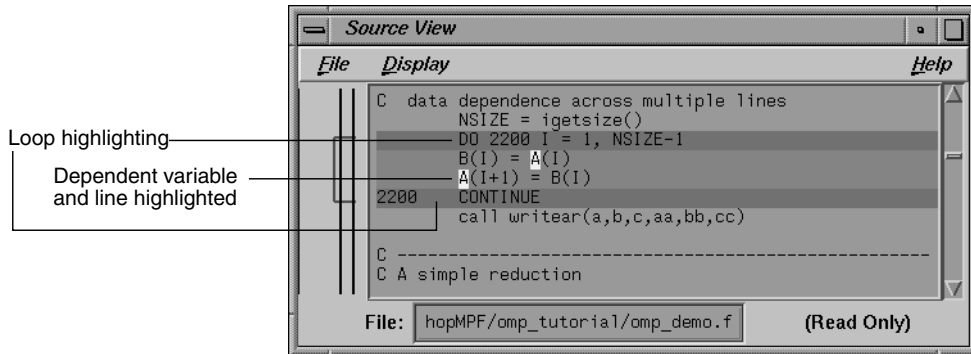 Source View
File Display Help
C  data dependence across multiple lines
NSIZE = igetsize()
Loop highlighting
DO 2200 I = 1, NSIZE-1
B(I) = A(I)
Dependent variable
and line highlighted
A(I+1) = B(I)
2200 CONTINUE
call writear(a,b,c,aa,bb,cc)
C ----------------------------------------------------
C A simple reduction
File: hopMPF/omp_tutorial/omp_demo.f (Read Only)